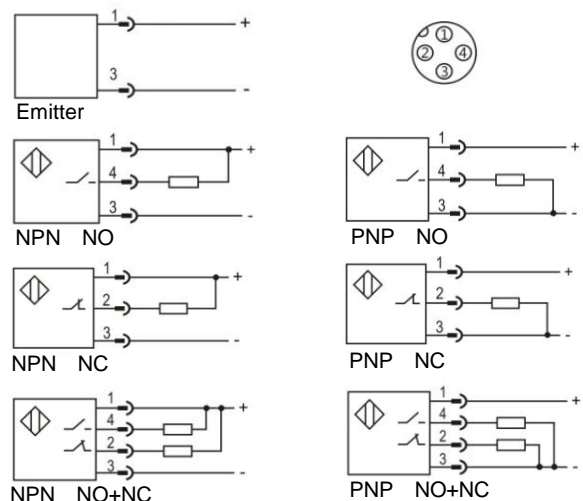 1 +
3 -
Emitter
① ② ④ ③
1 +
4
3 -
NPN NO
1 +
4
3 -
PNP NO
1 +
2
3 -
NPN NC
1 +
2
3 -
PNP NC
1 +
4
2
3 -
NPN NO+NC
1 +
4
2
3 -
PNP NO+NC